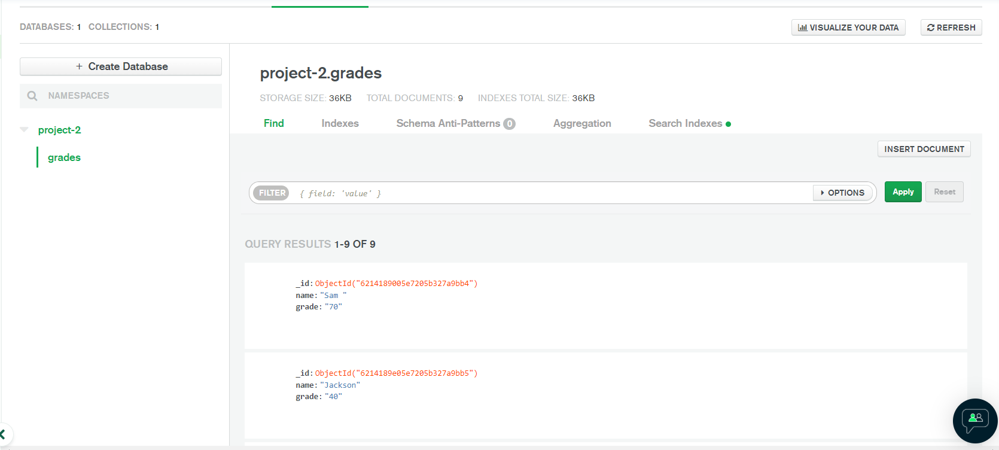 DATABASES: 1 COLLECTIONS: 1
VISUALIZE YOUR DATA
REFRESH
+ Create Database
NAMESPACES
project-2
grades
project-2.grades
STORAGE SIZE: 36KB TOTAL DOCUMENTS: 9 INDEXES TOTAL SIZE: 36KB
Find Indexes Schema Anti-Patterns 0 Aggregation Search Indexes
INSERT DOCUMENT
FILTER { field: 'value' } OPTIONS Apply Reset
QUERY RESULTS 1-9 OF 9
_id: ObjectId("6214189005e7205b327a9bb4")
name: "Sam "
grade: "70"
_id: ObjectId("6214189e05e7205b327a9bb5")
name: "Jackson"
grade: "40"